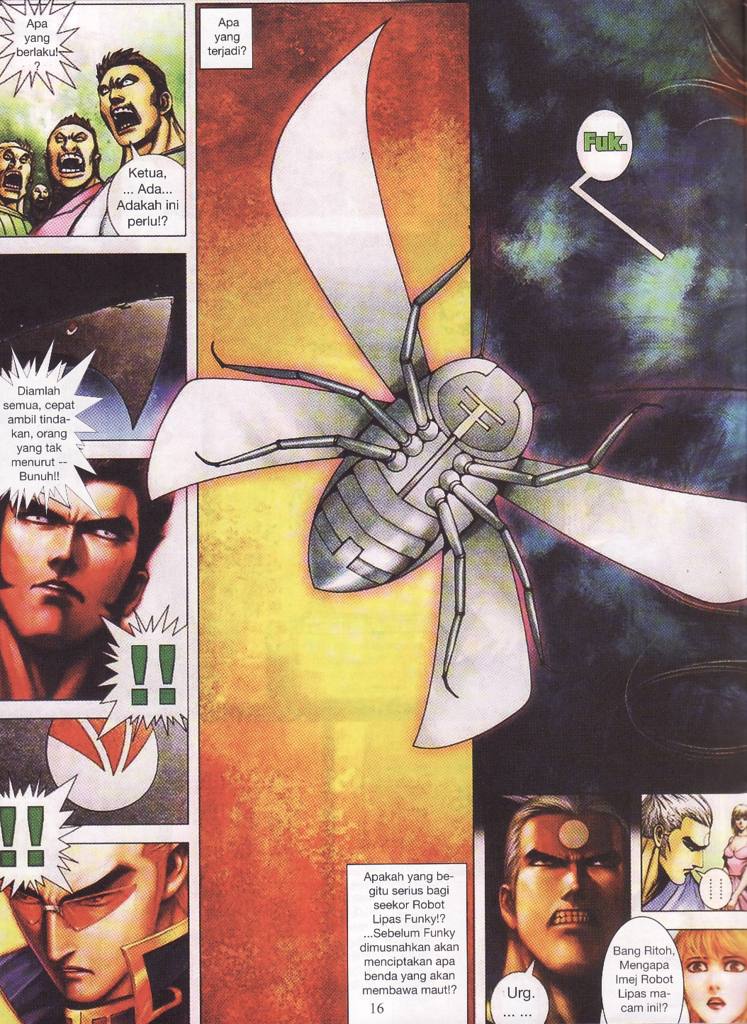 Apa
yang
berlaku!
?
Ketua,
... Ada...
Adakah ini
perlu!?
Diamlah
semua, cepat
ambil tinda-
kan, orang
yang tak
menurut --
Bunuh!!
!!
!!
Apa
yang
terjadi?
Apakah yang be-
gitu serius bagi
seekor Robot
Lipas Funky!?
...Sebelum Funky
dimusnahkan akan
menciptakan apa
benda yang akan
membawa maut!?
16
Fuk.
Urg.
... ...
...
...
Bang Ritoh,
Mengapa
Imej Robot
Lipas ma-
cam ini!?